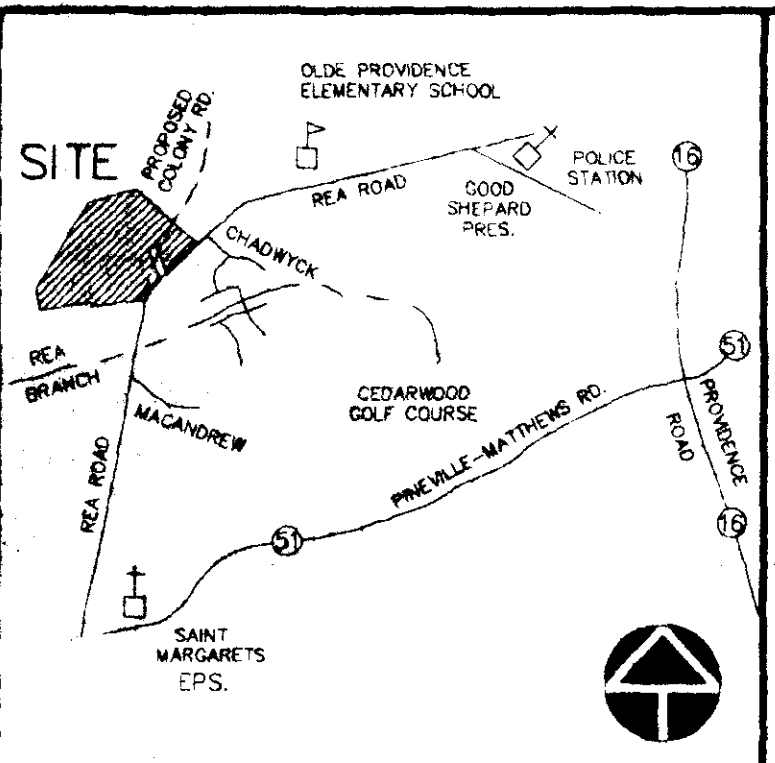 OLDE PROVIDENCE
ELEMENTARY SCHOOL
SITE
PROPOSED
COLONY RD.
16
POLICE
STATION
REA ROAD
GOOD
SHEPARD
PRES.
CHADWYCK
51
REA
BRANCH
CEDARWOOD
GOLF COURSE
MACANDREW
PINEVILLE-MATTHEWS RD.
PROVIDENCE
ROAD
REA ROAD
16
51
SAINT
MARGARETS
EPS.